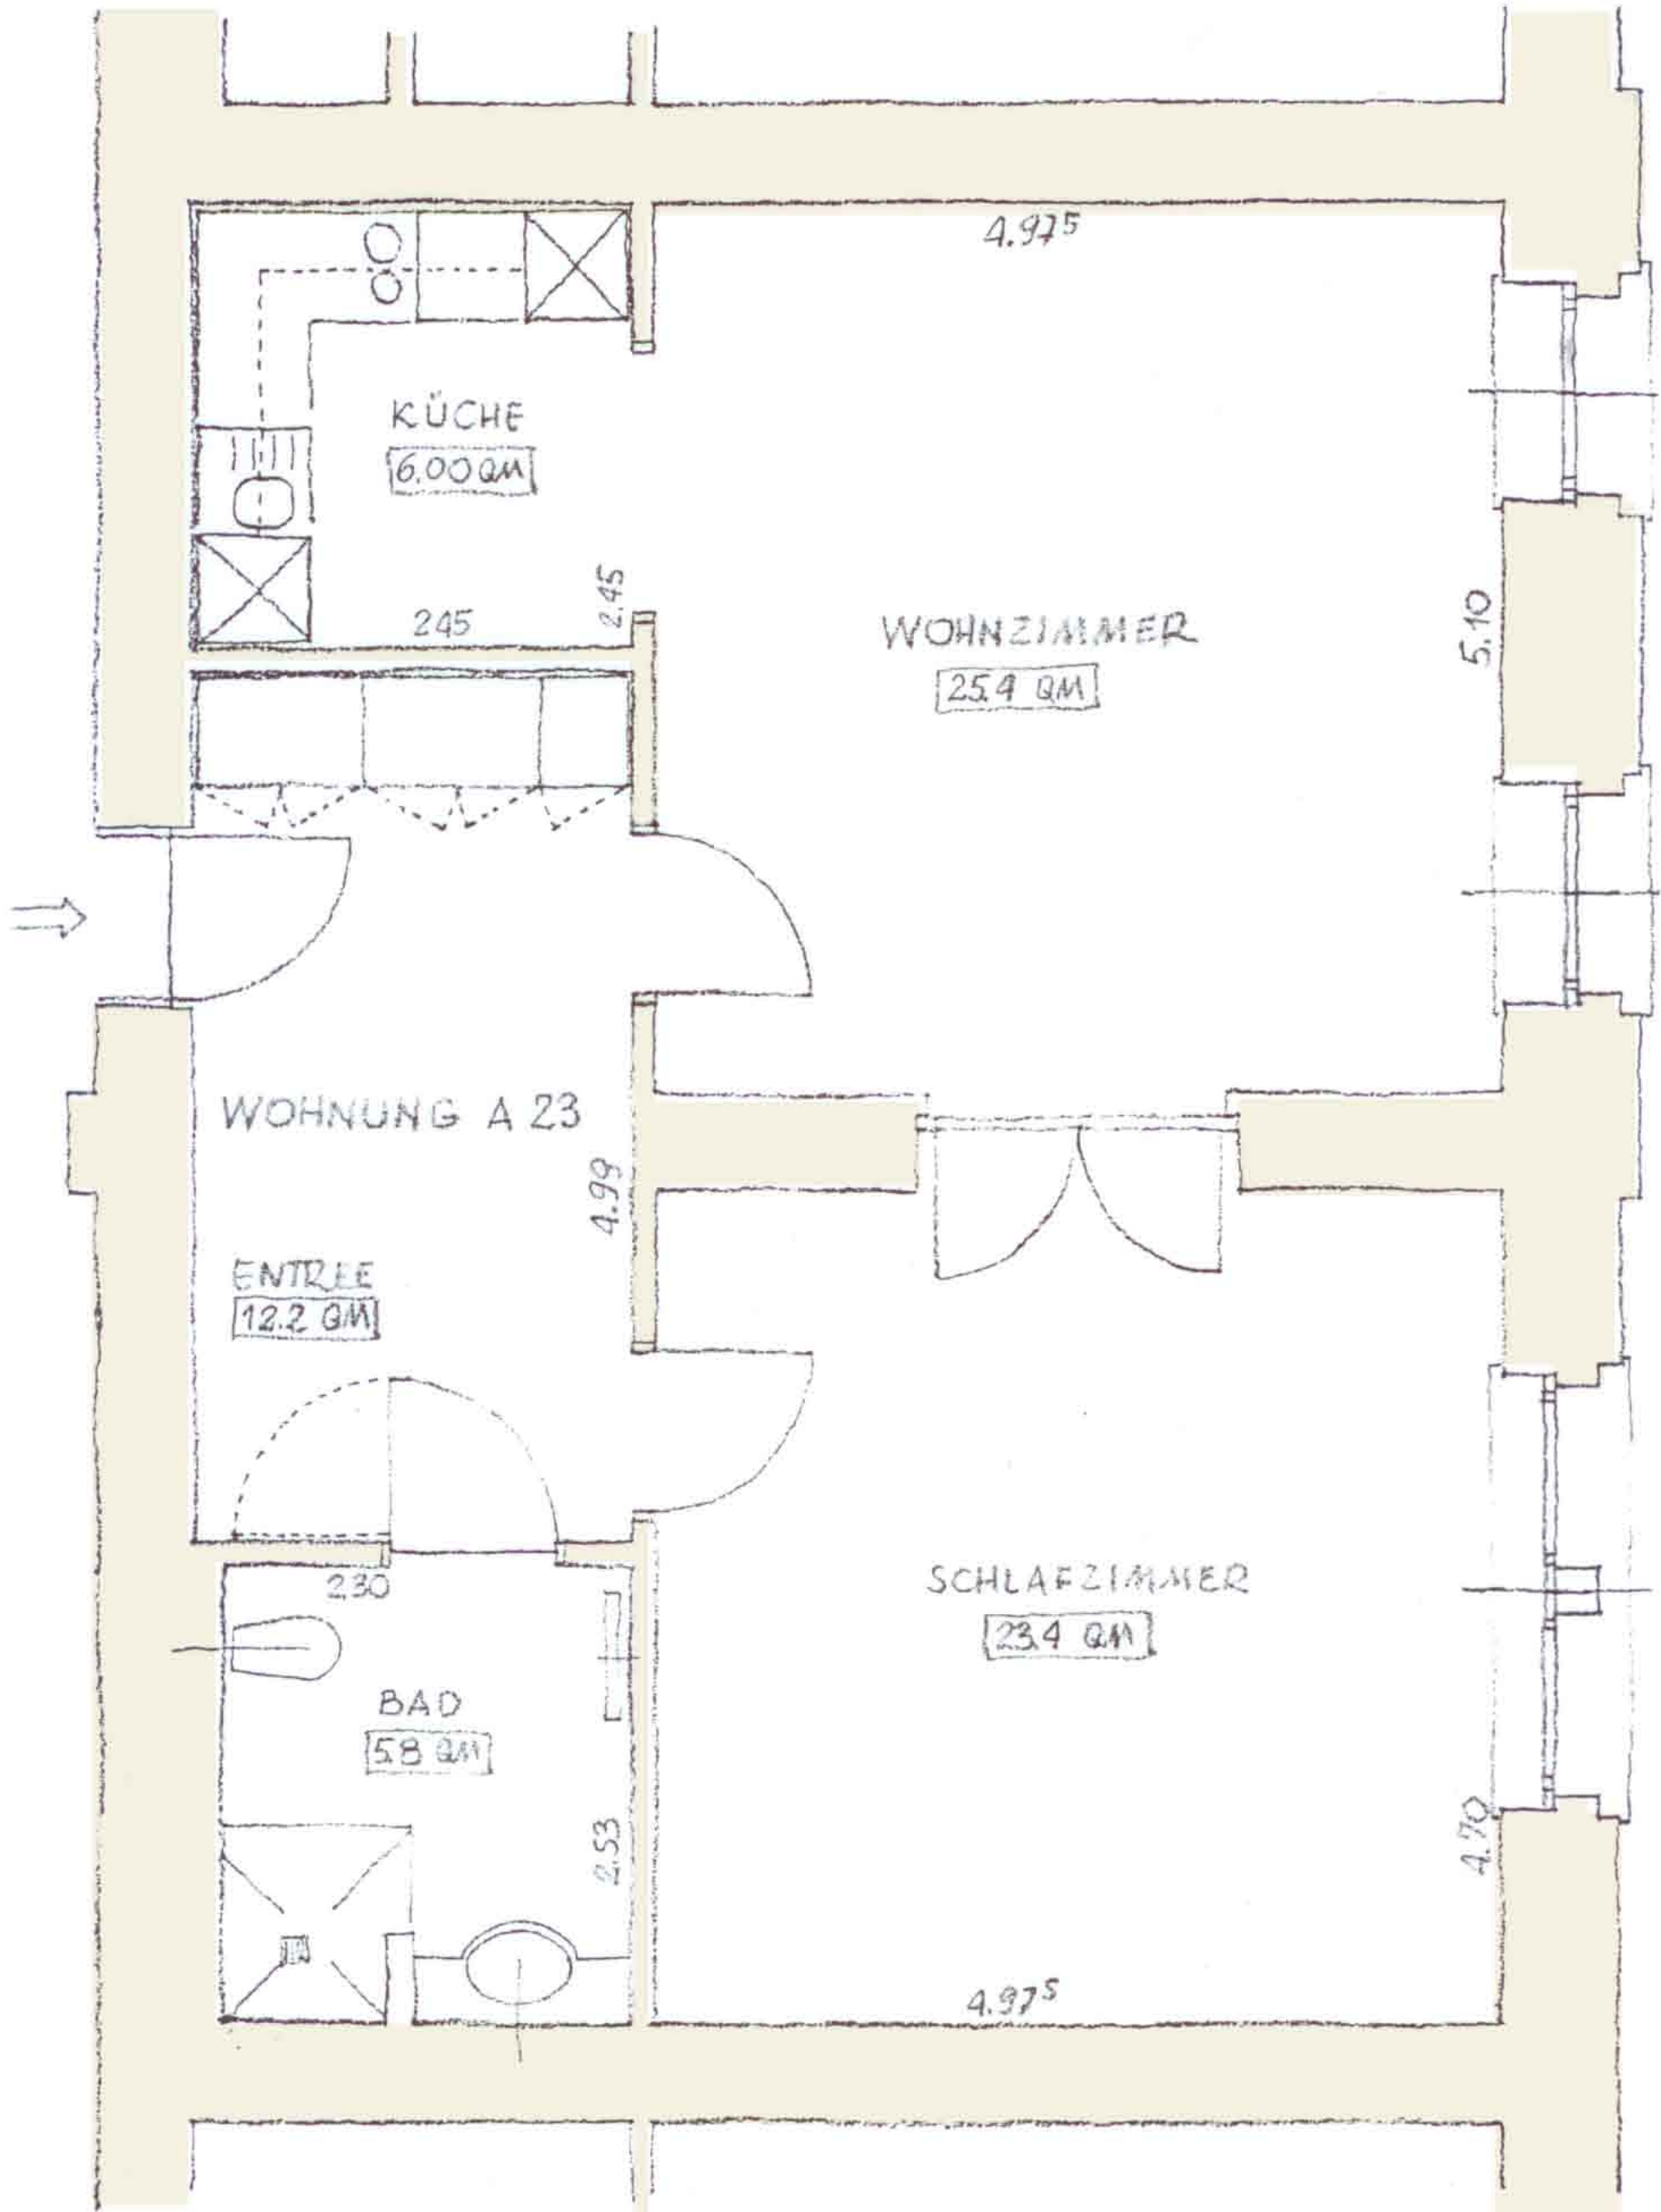 4.97⁵
KÜCHE
6.00 QM
2.45
245
WOHNZIMMER
25.4 QM
5.10
WOHNUNG A 23
4.99
ENTREE
12.2 QM
230
SCHLAFZIMMER
23.4 QM
BAD
5.8 QM
2.53
4.70
4.97⁵